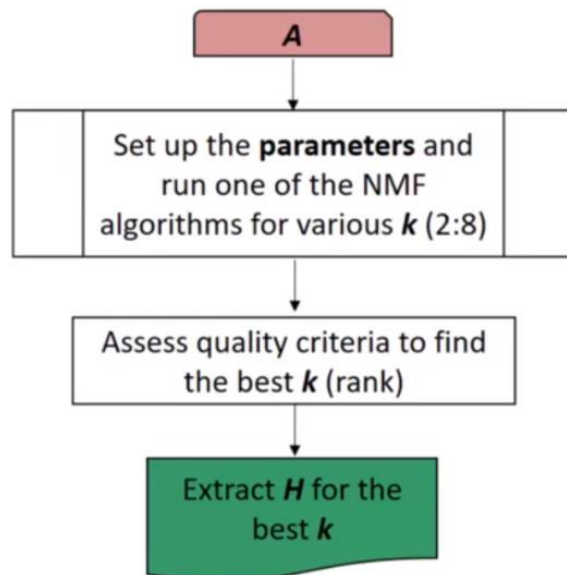 A
Set up the parameters and
run one of the NMF
algorithms for various k (2:8)
Assess quality criteria to find
the best k (rank)
Extract H for the
best k